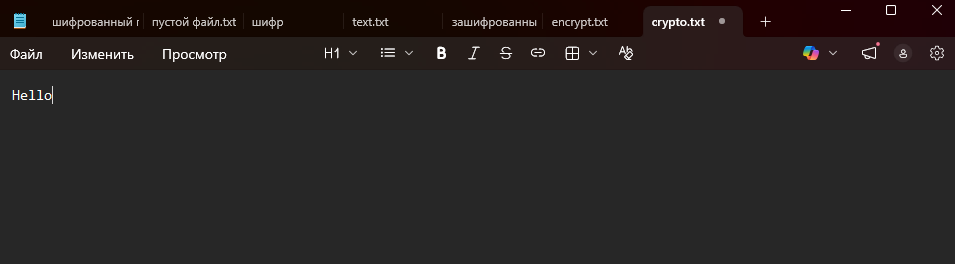 шифрованный пустой файл.txt шифр text.txt зашифрованны encrypt.txt crypto.txt
Файл Изменить Просмотр H1 B I S
Hello